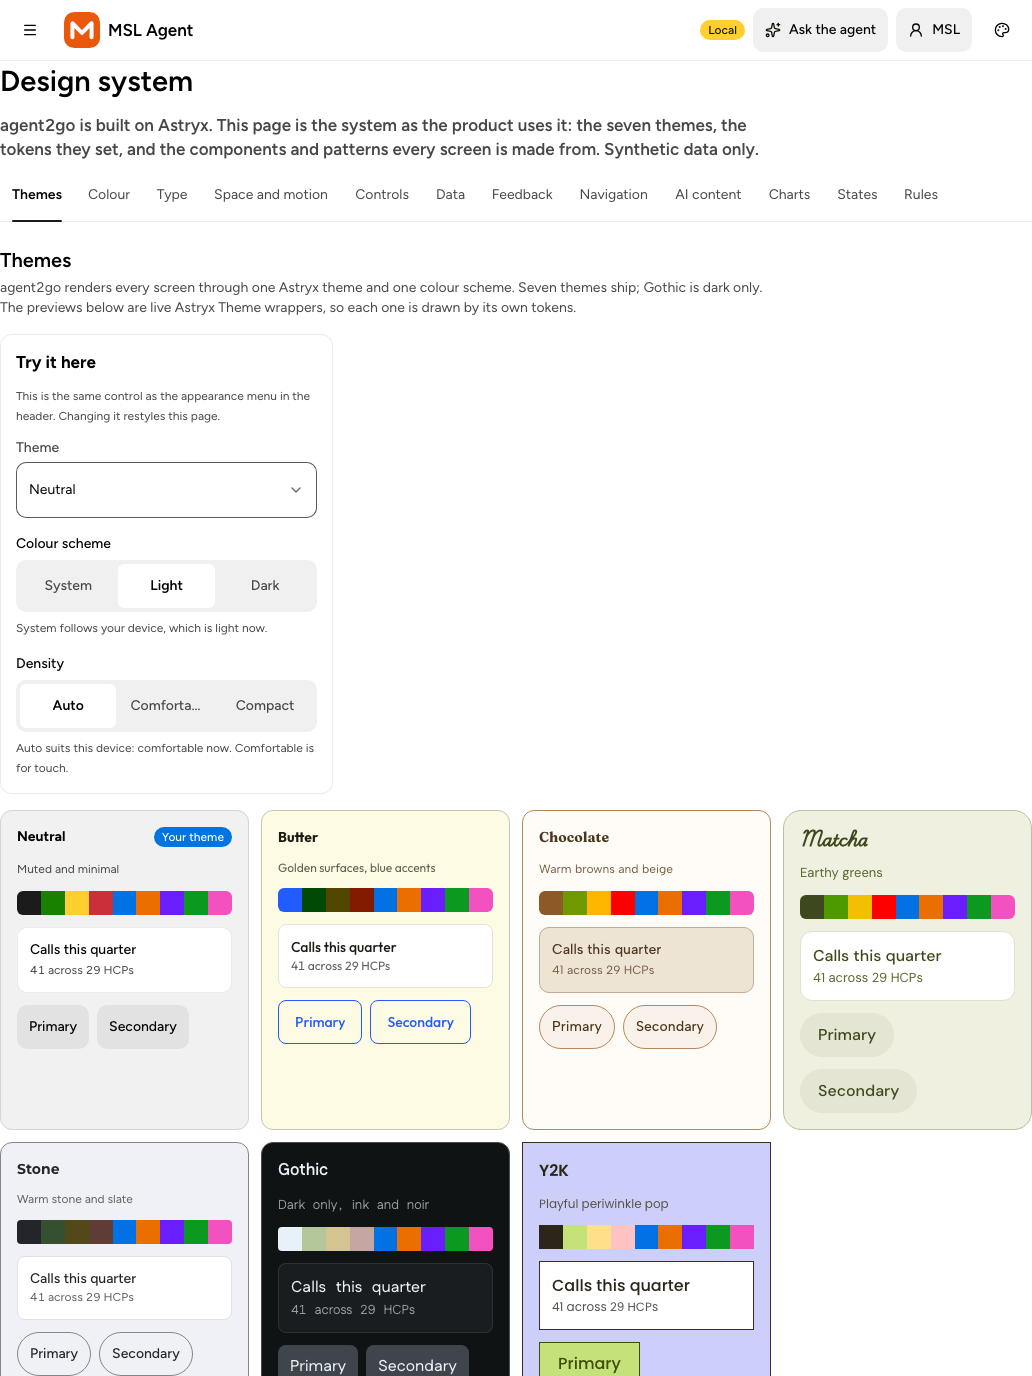 MSL Agent
Local
Ask the agent
MSL
Design system
agent2go is built on Astryx. This page is the system as the product uses it: the seven themes, the
tokens they set, and the components and patterns every screen is made from. Synthetic data only.
Themes
Colour
Type
Space and motion
Controls
Data
Feedback
Navigation
AI content
Charts
States
Rules
Themes
agent2go renders every screen through one Astryx theme and one colour scheme. Seven themes ship; Gothic is dark only.
The previews below are live Astryx Theme wrappers, so each one is drawn by its own tokens.
Try it here
This is the same control as the appearance menu in the
header. Changing it restyles this page.
Theme
Neutral
Colour scheme
System
Light
Dark
System follows your device, which is light now.
Density
Auto
Comforta...
Compact
Auto suits this device: comfortable now. Comfortable is
for touch.
Neutral
Your theme
Muted and minimal
Calls this quarter
41 across 29 HCPs
Primary
Secondary
Butter
Golden surfaces, blue accents
Calls this quarter
41 across 29 HCPs
Primary
Secondary
Chocolate
Warm browns and beige
Calls this quarter
41 across 29 HCPs
Primary
Secondary
Matcha
Earthy greens
Calls this quarter
41 across 29 HCPs
Primary
Secondary
Stone
Warm stone and slate
Calls this quarter
41 across 29 HCPs
Primary
Secondary
Gothic
Dark only, ink and noir
Calls this quarter
41 across 29 HCPs
Primary
Secondary
Y2K
Playful periwinkle pop
Calls this quarter
41 across 29 HCPs
Primary